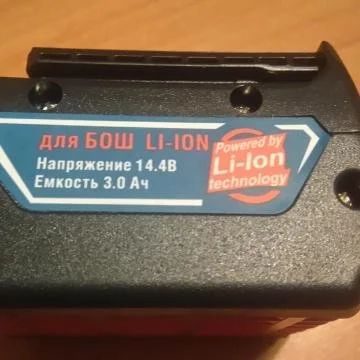 для БОШ LI-ION
Напряжение 14.4В
Емкость 3.0 Ач
Powered by
Li-Ion
technology